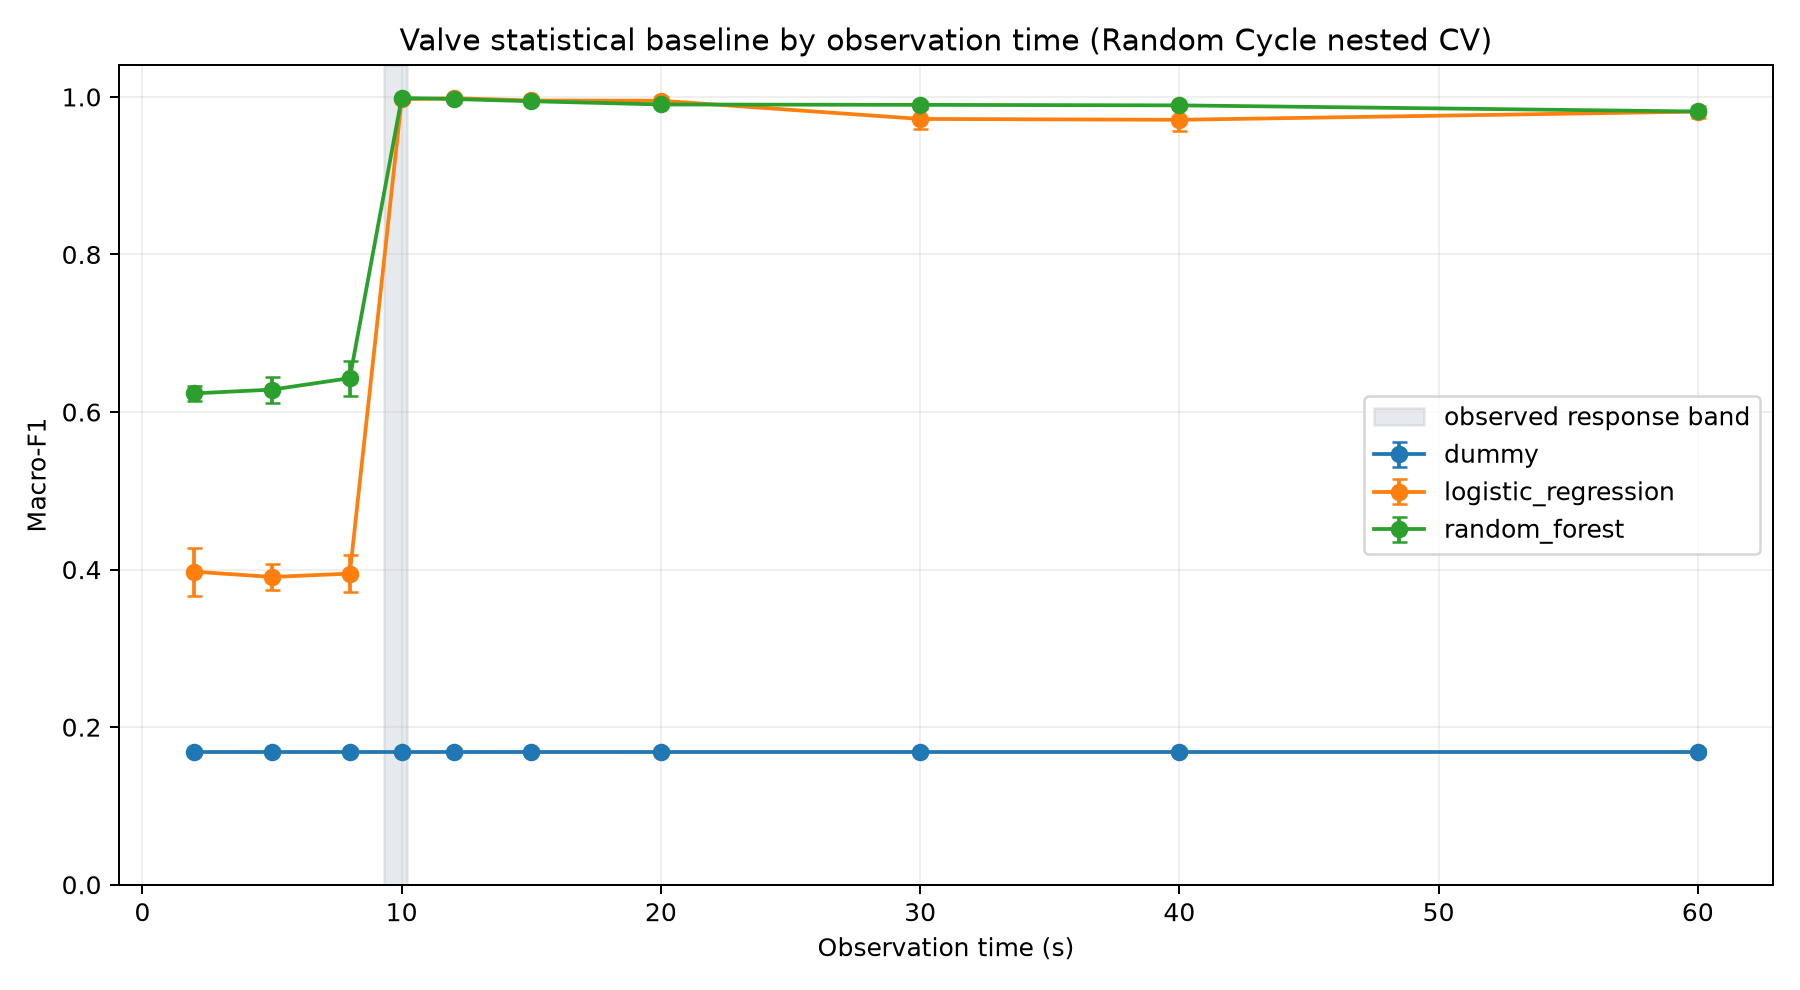 Valve statistical baseline by observation time (Random Cycle nested CV)
Macro-F1
1.0
0.8
0.6
0.4
0.2
0.0
observed response band
dummy
logistic_regression
random_forest
0 10 20 30 40 50 60
Observation time (s)